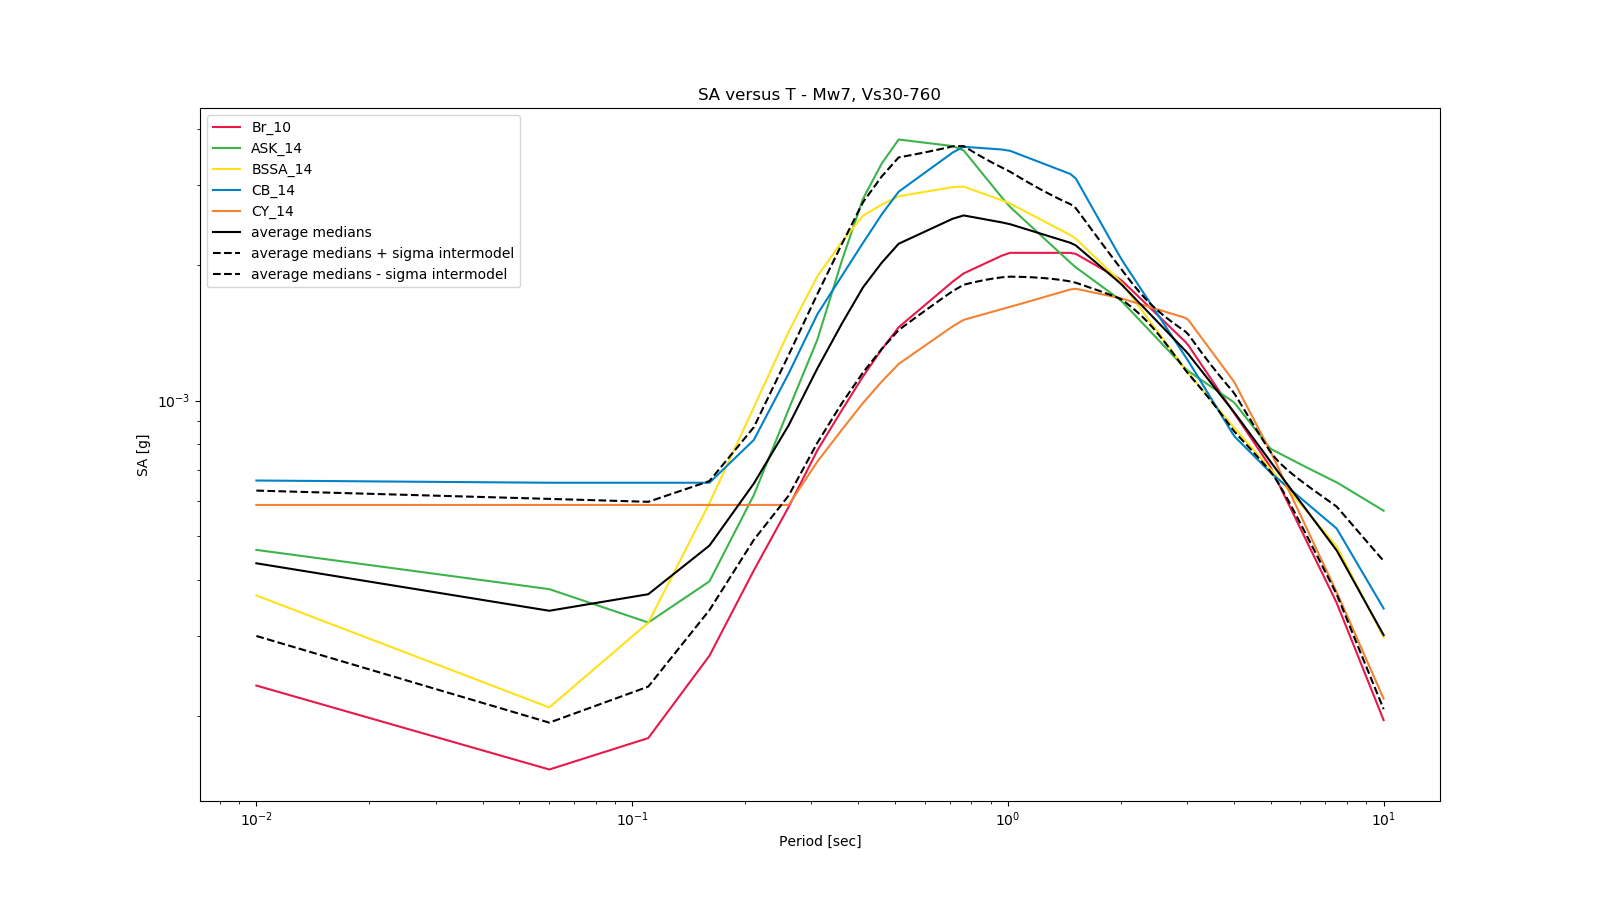 SA versus T - Mw7, Vs30-760
Br_10
ASK_14
BSSA_14
CB_14
CY_14
average medians
average medians + sigma intermodel
average medians - sigma intermodel
10⁻³
SA [g]
10⁻² 10⁻¹ 10⁰ 10¹
Period [sec]